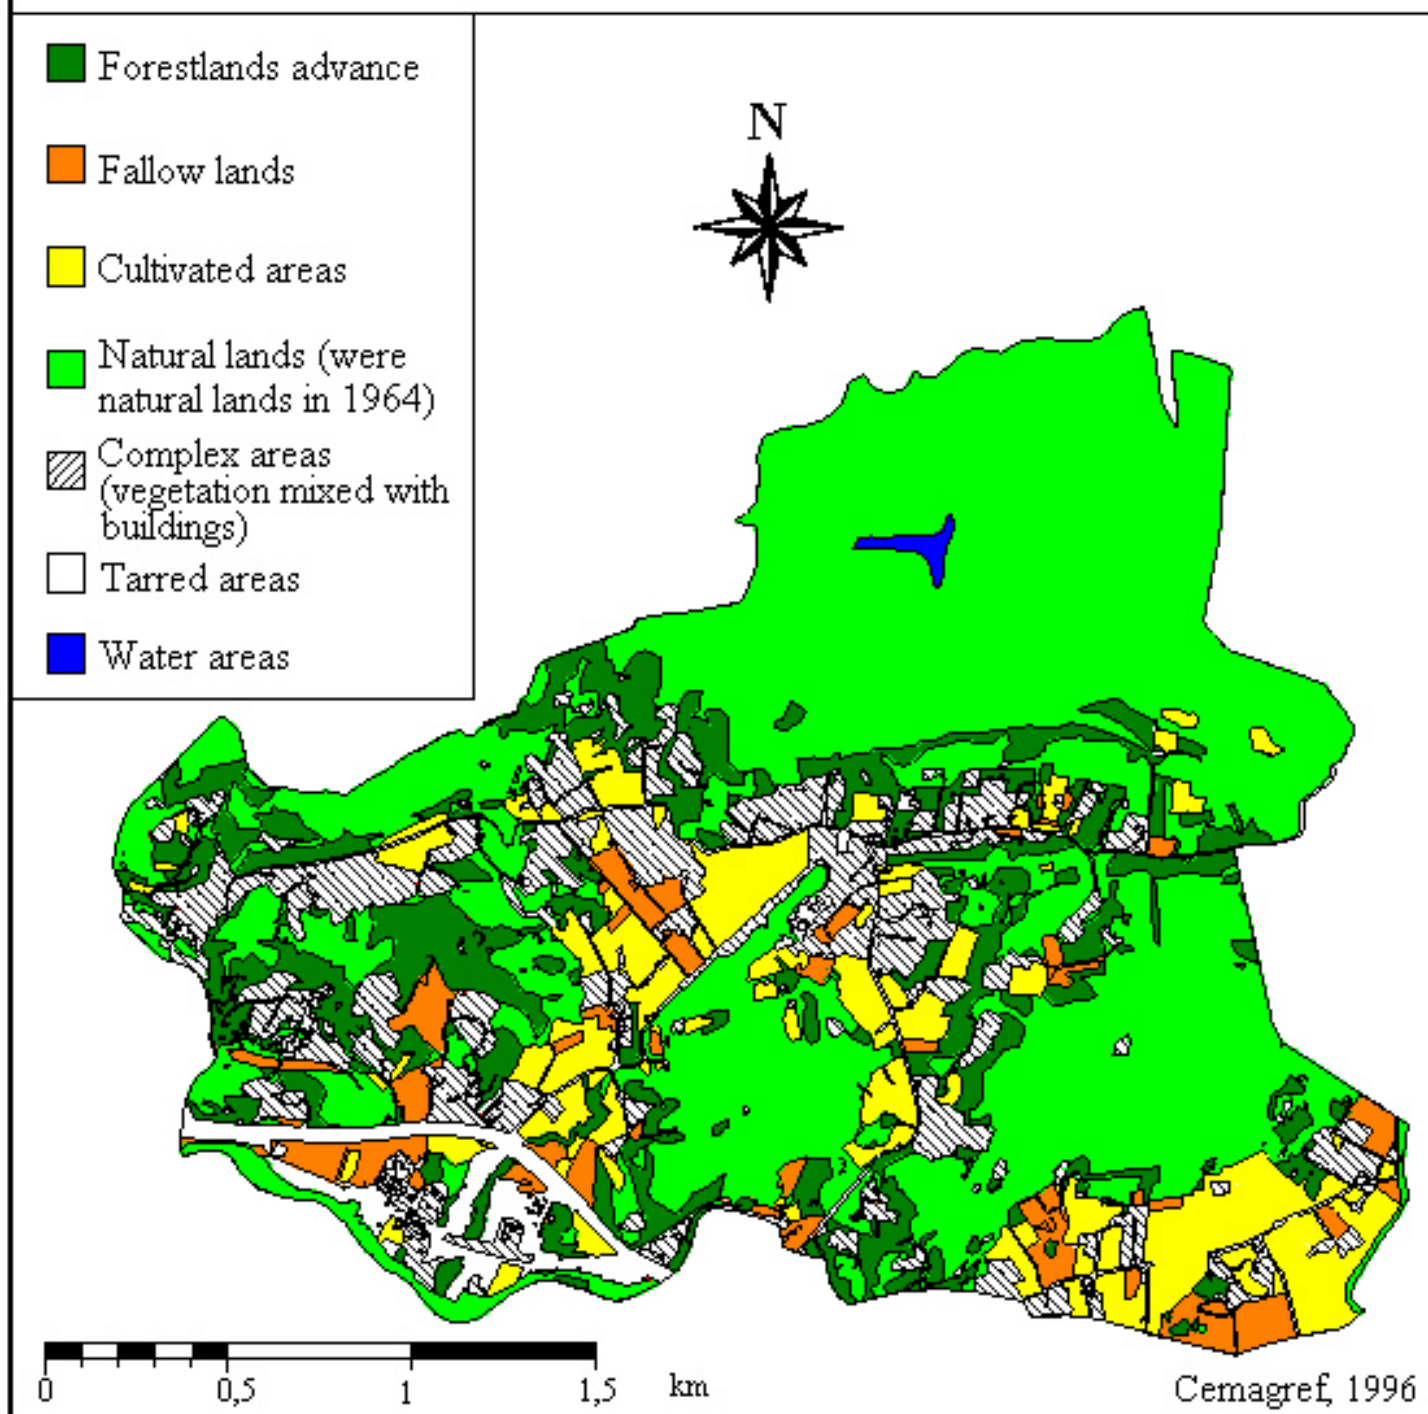 Forestlands advance
Fallow lands
Cultivated areas
Natural lands (were
natural lands in 1964)
Complex areas
(vegetation mixed with
buildings)
Tarred areas
Water areas
N
0 0,5 1 1,5 km
Cemagref, 1996